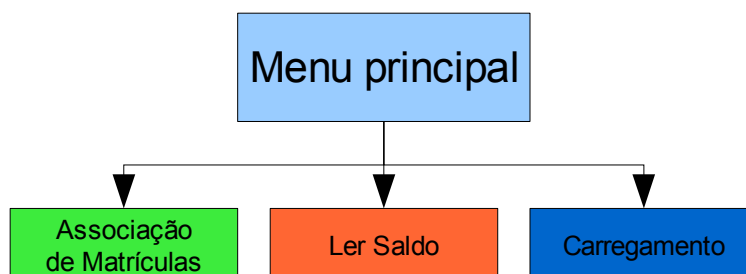 Menu principal
Associação
de Matrículas
Ler Saldo
Carregamento